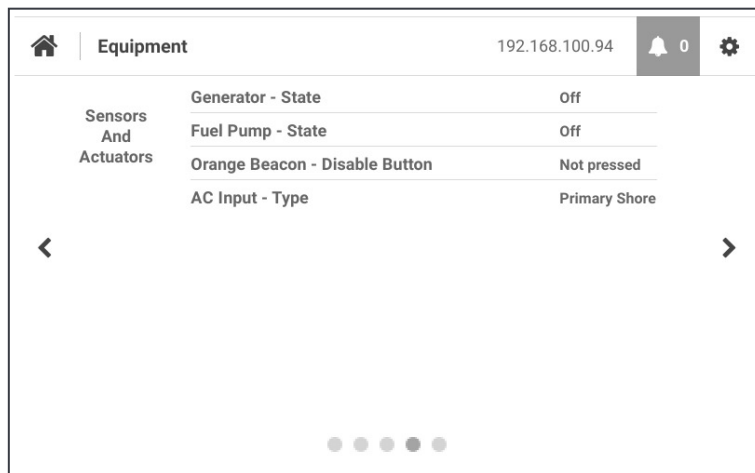 Equipment
192.168.100.94
0
Sensors
And
Actuators
Generator - State Off
Fuel Pump - State Off
Orange Beacon - Disable Button Not pressed
AC Input - Type Primary Shore